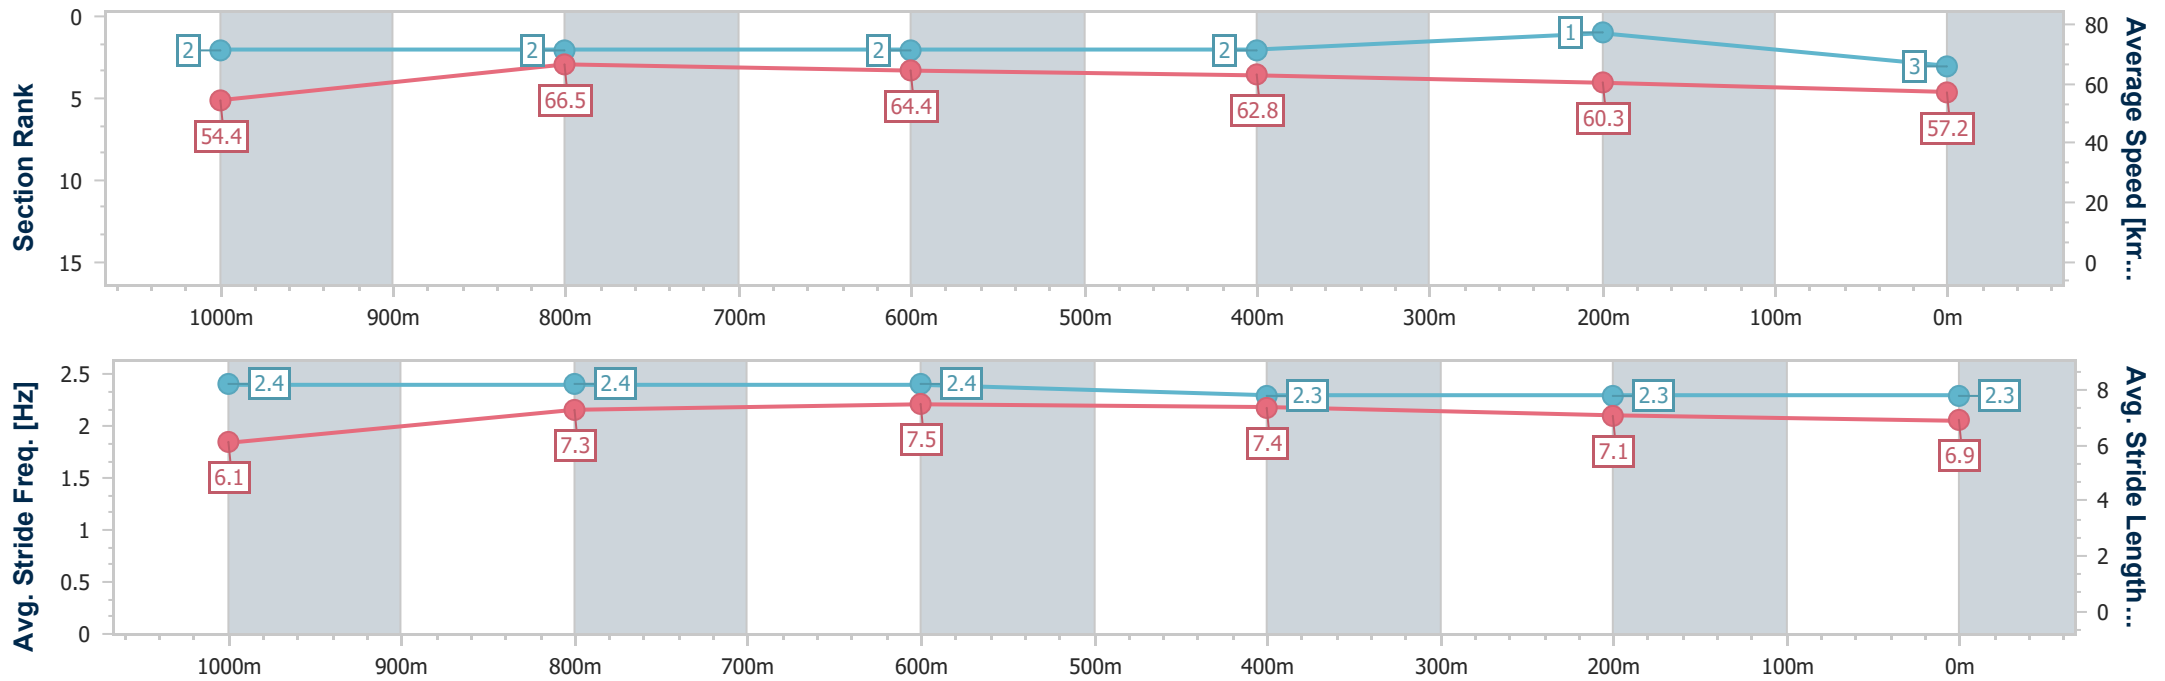 Section Rank
0
5
10
15
2
2
2
2
1
3
54.4
66.5
64.4
62.8
60.3
57.2
80
60
40
20
0
Average Speed [km...
1000m
900m
800m
700m
600m
500m
400m
300m
200m
100m
0m
Avg. Stride Freq. [Hz]
2.5
2
1.5
1
0.5
0
2.4
2.4
2.4
2.3
2.3
2.3
6.1
7.3
7.5
7.4
7.1
6.9
8
6
4
2
0
Avg. Stride Length...
1000m
900m
800m
700m
600m
500m
400m
300m
200m
100m
0m